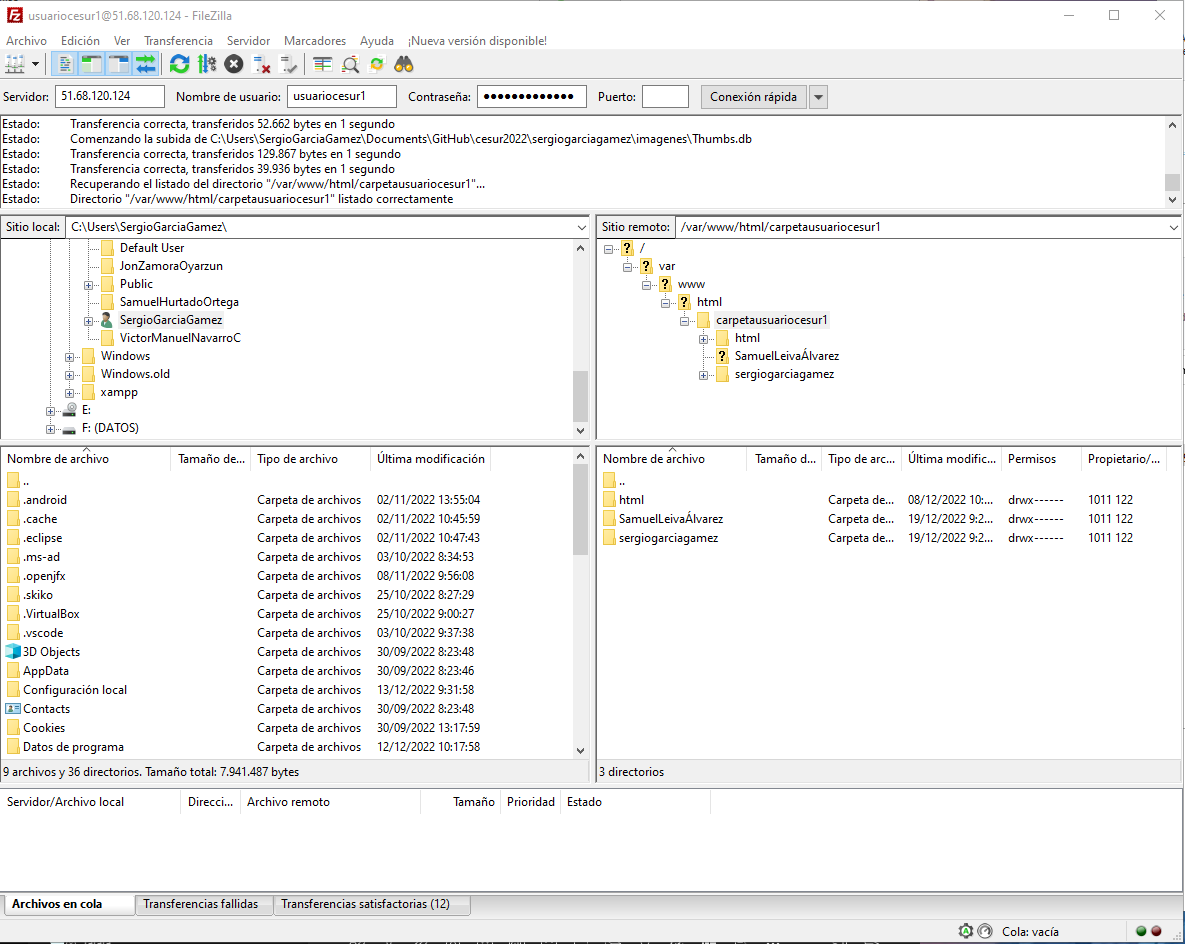 usuariocesur1@51.68.120.124 - FileZilla
Archivo Edición Ver Transferencia Servidor Marcadores Ayuda ¡Nueva versión disponible!
Servidor: 51.68.120.124 Nombre de usuario: usuariocesur1 Contraseña: ●●●●●●●●●●●●● Puerto: Conexión rápida
Estado: Transferencia correcta, transferidos 52.662 bytes en 1 segundo
Estado: Comenzando la subida de C:\Users\SergioGarciaGamez\Documents\GitHub\cesur2022\sergiogarciagamez\imagenes\Thumbs.db
Estado: Transferencia correcta, transferidos 129.867 bytes en 1 segundo
Estado: Transferencia correcta, transferidos 39.936 bytes en 1 segundo
Estado: Recuperando el listado del directorio "/var/www/html/carpetausuariocesur1"...
Estado: Directorio "/var/www/html/carpetausuariocesur1" listado correctamente
Sitio local: C:\Users\SergioGarciaGamez\
Default User
JonZamoraOyarzun
Public
SamuelHurtadoOrtega
SergioGarciaGamez
VictorManuelNavarroC
Windows
Windows.old
xampp
E:
F: (DATOS)
Sitio remoto: /var/www/html/carpetausuariocesur1
/
var
www
html
carpetausuariocesur1
html
SamuelLeivaÁlvarez
sergiogarciagamez
Nombre de archivo Tamaño de... Tipo de archivo Última modificación
..
.android Carpeta de archivos 02/11/2022 13:55:04
.cache Carpeta de archivos 02/11/2022 10:45:59
.eclipse Carpeta de archivos 02/11/2022 10:47:43
.ms-ad Carpeta de archivos 03/10/2022 8:34:53
.openjfx Carpeta de archivos 08/11/2022 9:56:08
.skiko Carpeta de archivos 25/10/2022 8:27:29
.VirtualBox Carpeta de archivos 25/10/2022 9:00:27
.vscode Carpeta de archivos 03/10/2022 9:37:38
3D Objects Carpeta de archivos 30/09/2022 8:23:48
AppData Carpeta de archivos 30/09/2022 8:23:46
Configuración local Carpeta de archivos 13/12/2022 9:31:58
Contacts Carpeta de archivos 30/09/2022 8:23:48
Cookies Carpeta de archivos 30/09/2022 13:17:59
Datos de programa Carpeta de archivos 12/12/2022 10:17:58
9 archivos y 36 directorios. Tamaño total: 7.941.487 bytes
Nombre de archivo Tamaño d... Tipo de arc... Última modific... Permisos Propietario/...
..
html Carpeta de... 08/12/2022 10:... drwx------ 1011 122
SamuelLeivaÁlvarez Carpeta de... 19/12/2022 9:2... drwx------ 1011 122
sergiogarciagamez Carpeta de... 19/12/2022 9:2... drwx------ 1011 122
3 directorios
Servidor/Archivo local Direcci... Archivo remoto Tamaño Prioridad Estado
Archivos en cola Transferencias fallidas Transferencias satisfactorias (12)
Cola: vacía